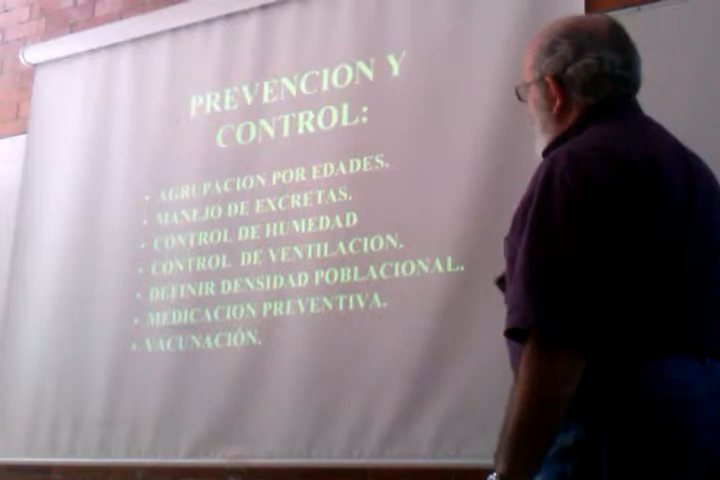 PREVENCION Y
CONTROL:
• AGRUPACION POR EDADES.
• MANEJO DE EXCRETAS.
• CONTROL DE HUMEDAD
• CONTROL DE VENTILACION.
• DEFINIR DENSIDAD POBLACIONAL.
• MEDICACION PREVENTIVA.
• VACUNACIÓN.